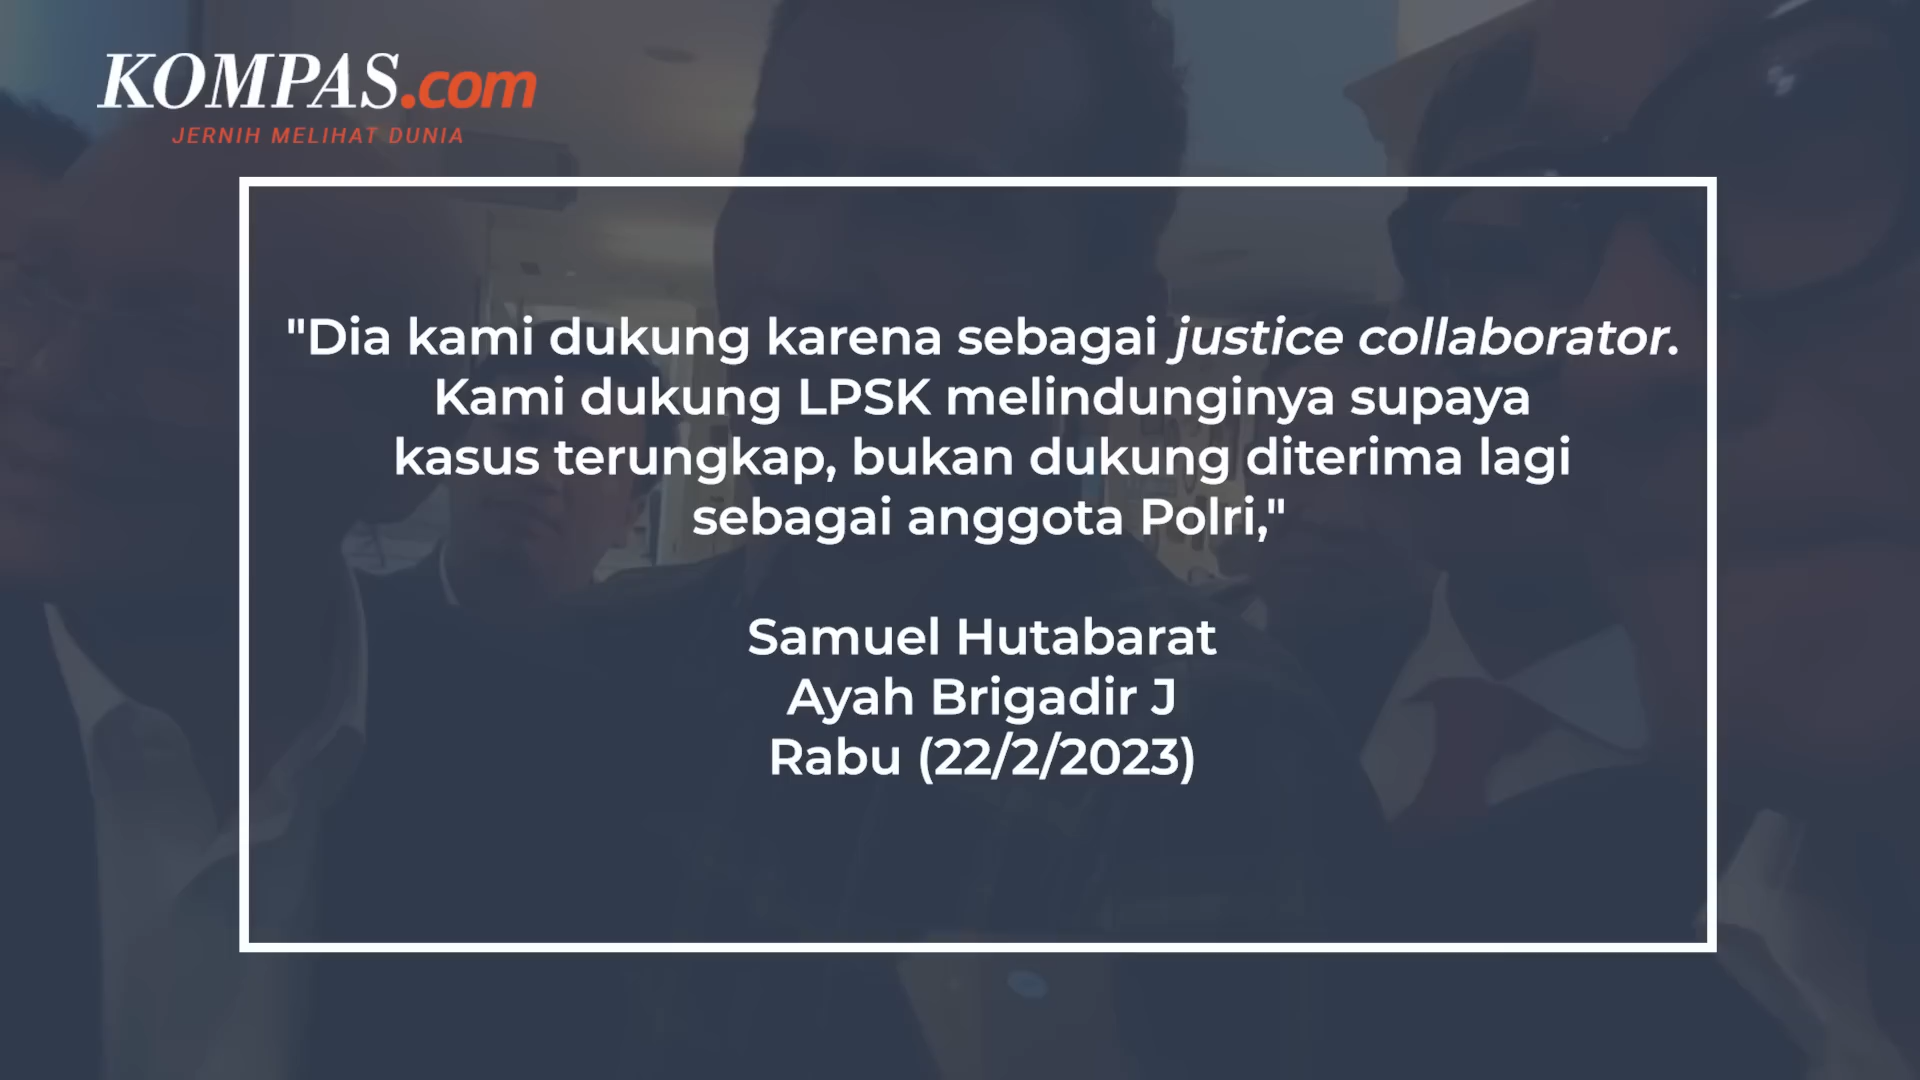 KOMPAS.com
JERNIH MELIHAT DUNIA
"Dia kami dukung karena sebagai justice collaborator.
Kami dukung LPSK melindunginya supaya
kasus terungkap, bukan dukung diterima lagi
sebagai anggota Polri,"
Samuel Hutabarat
Ayah Brigadir J
Rabu (22/2/2023)